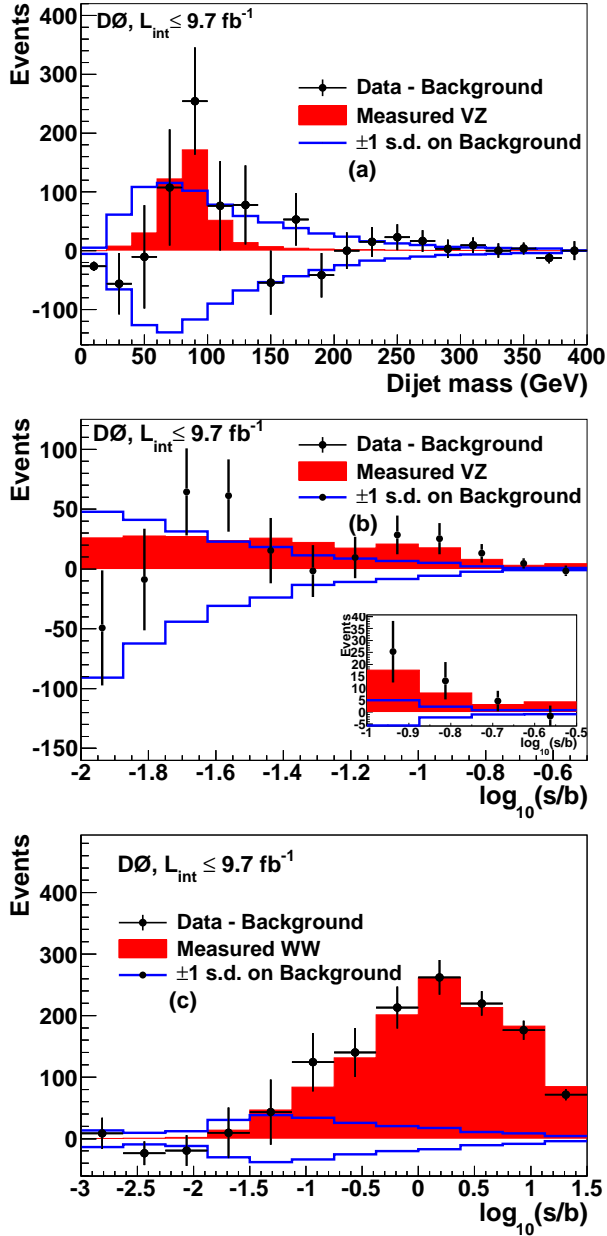 DØ, L_int ≤ 9.7 fb⁻¹
Events
400
300
200
100
0
-100
Data - Background
Measured VZ
±1 s.d. on Background
(a)
0 50 100 150 200 250 300 350 400
Dijet mass (GeV)
DØ, L_int ≤ 9.7 fb⁻¹
Events
100
50
0
-50
-100
-150
Data - Background
Measured VZ
±1 s.d. on Background
(b)
Events
40
35
30
25
20
15
10
5
0
-5
-1 -0.9 -0.8 -0.7 -0.6 -0.5
log₁₀(s/b)
-2 -1.8 -1.6 -1.4 -1.2 -1 -0.8 -0.6
log₁₀(s/b)
DØ, L_int ≤ 9.7 fb⁻¹
Events
400
300
200
100
0
Data - Background
Measured WW
±1 s.d. on Background
(c)
-3 -2.5 -2 -1.5 -1 -0.5 0 0.5 1 1.5
log₁₀(s/b)